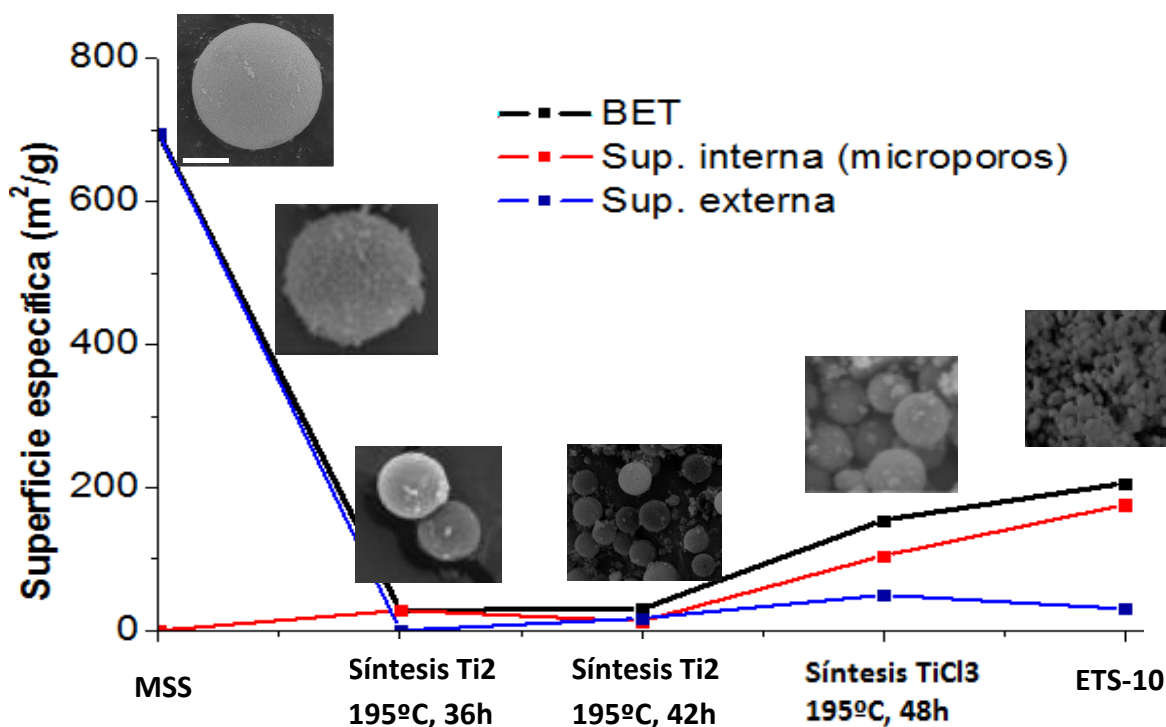 800
600
400
200
0
Superficie específica (m²/g)
BET
Sup. interna (microporos)
Sup. externa
MSS
Síntesis Ti2
195ºC, 36h
Síntesis Ti2
195ºC, 42h
Síntesis TiCl3
195ºC, 48h
ETS-10